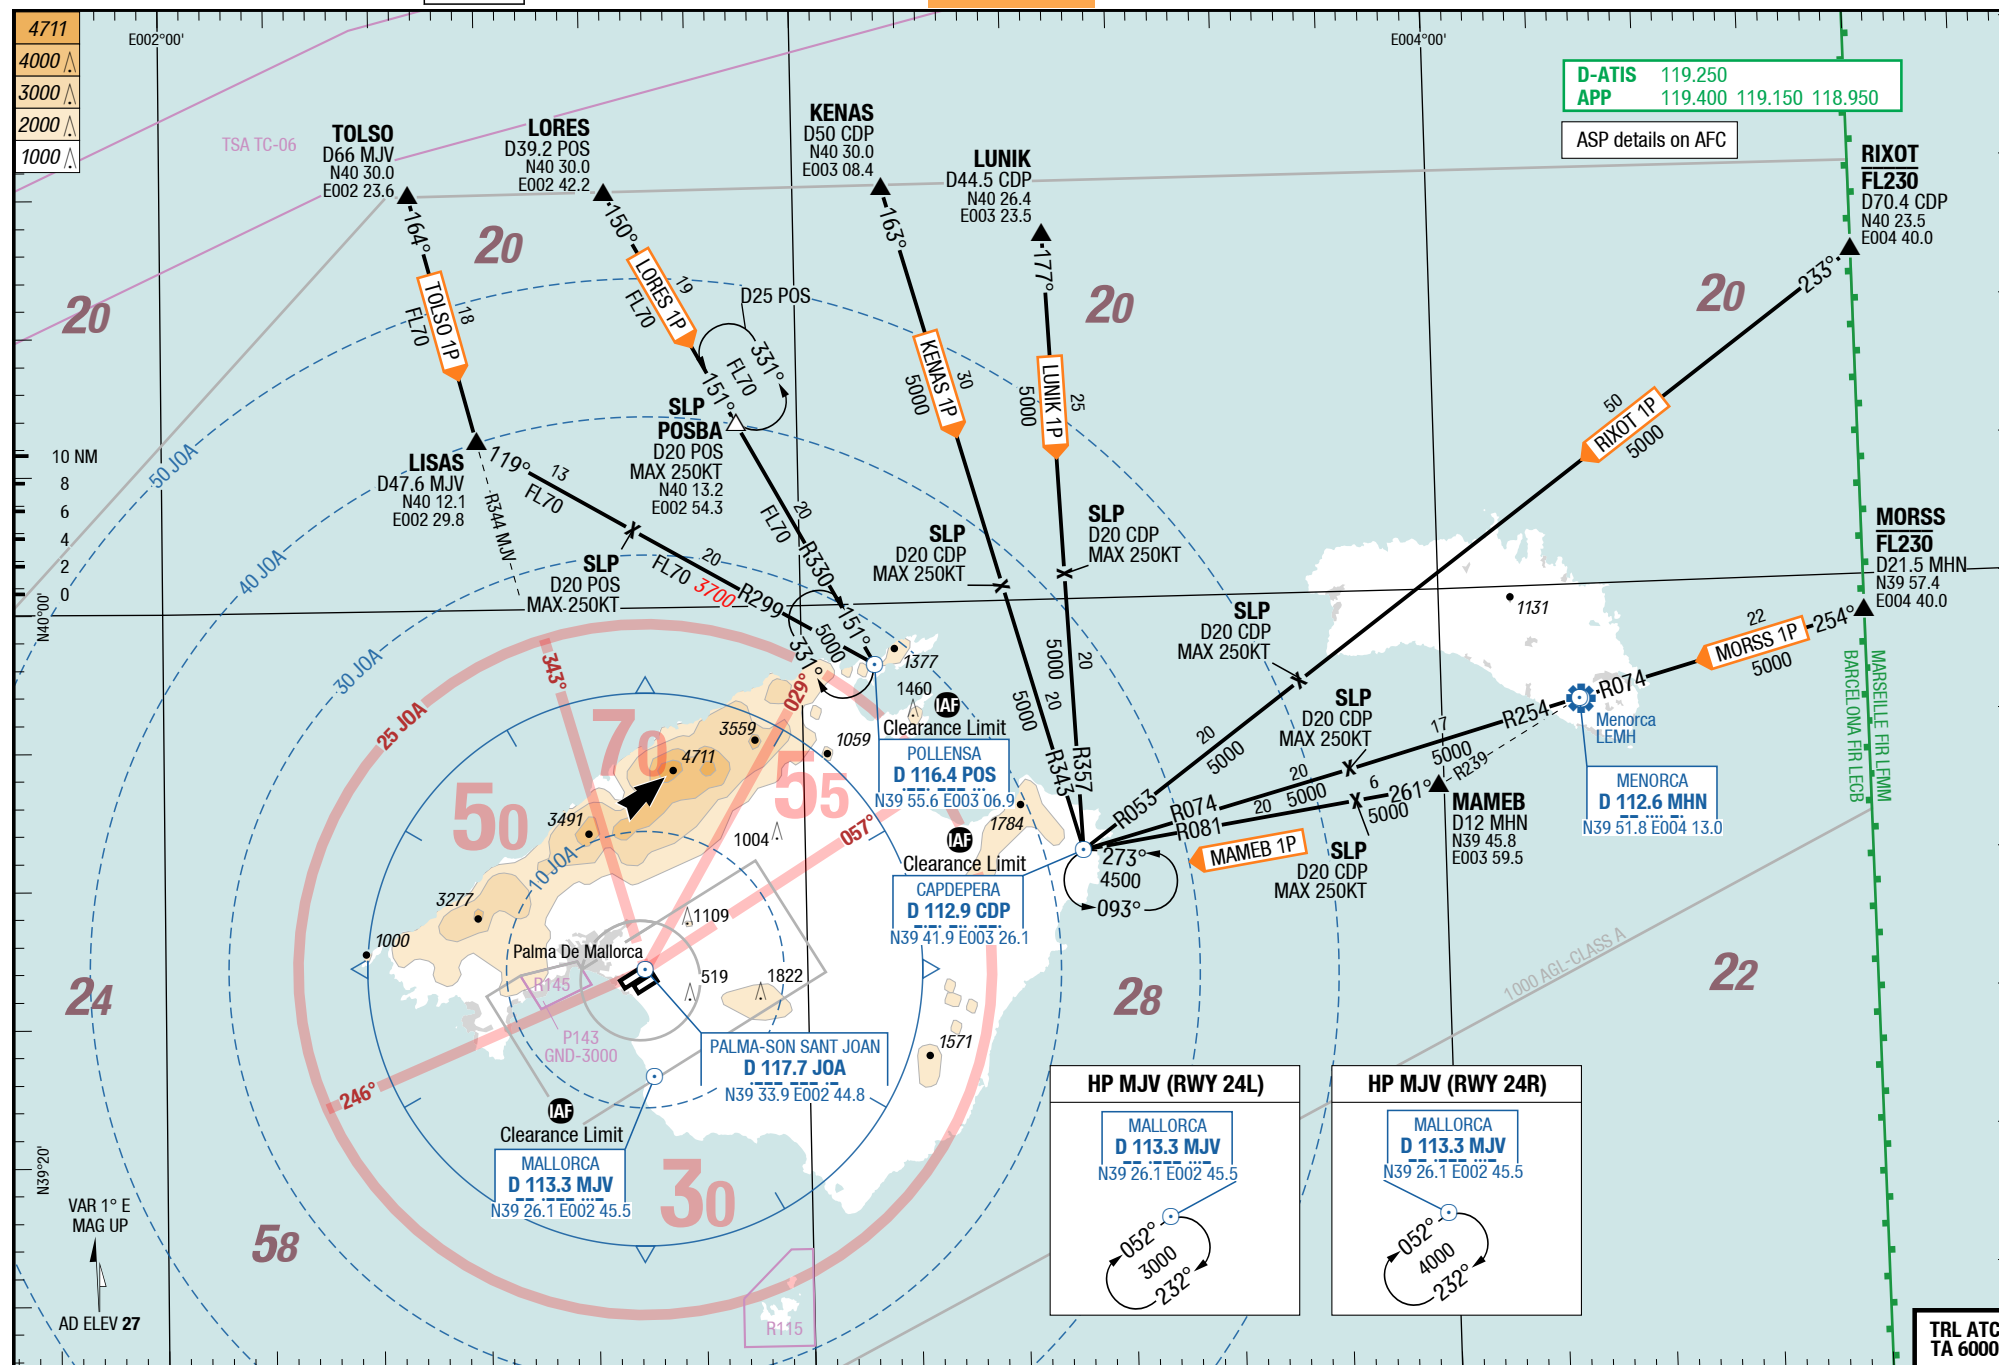 4711
4000
3000
2000
1000
E002°00'
E004°00'
TSA TC-06
D-ATIS 119.250
APP 119.400 119.150 118.950
ASP details on AFC
TOLSO
D66 MJV
N40 30.0
E002 23.6
LORES
D39.2 POS
N40 30.0
E002 42.2
KENAS
D50 CDP
N40 30.0
E003 08.4
LUNIK
D44.5 CDP
N40 26.4
E003 23.5
RIXOT
FL230
D70.4 CDP
N40 23.5
E004 40.0
164°
150°
163°
177°
233°
20
20
20
20
TOLSO 1P
18
FL70
LORES 1P
19
FL70
D25 POS
331°
FL70
151°
KENAS 1P
30
5000
LUNIK 1P
25
5000
RIXOT 1P
50
5000
SLP
POSBA
D20 POS
MAX 250KT
N40 13.2
E002 54.3
LISAS
D47.6 MJV
N40 12.1
E002 29.8
10 NM
8
6
4
2
0
50 JOA
40 JOA
30 JOA
25 JOA
10 JOA
119°
13
FL70
R344 MJV
SLP
D20 POS
MAX 250KT
20
FL70
3700
R299
5000
20
FL70
R330
151°
331°
SLP
D20 CDP
MAX 250KT
SLP
D20 CDP
MAX 250KT
SLP
D20 CDP
MAX 250KT
SLP
D20 CDP
MAX 250KT
MORSS
FL230
D21.5 MHN
N39 57.4
E004 40.0
254°
MORSS 1P
22
5000
R074
1131
Menorca
LEMH
MENORCA
D 112.6 MHN
N39 51.8 E004 13.0
MARSEILLE FIR LFMM
BARCELONA FIR LECB
N40°00'
343°
029°
057°
246°
70
50
55
30
3559
4711
3491
3277
1000
1377
1460
1059
1004
1784
1109
519
1822
1571
IAF
Clearance Limit
POLLENSA
D 116.4 POS
N39 55.6 E003 06.9
IAF
Clearance Limit
CAPDEPERA
D 112.9 CDP
N39 41.9 E003 26.1
20
5000
R343
20
5000
R357
20
5000
R053
R074
20
5000
17
5000
R254
R081
20
5000
6
5000
261°
R239
MAMEB
D12 MHN
N39 45.8
E003 59.5
MAMEB 1P
SLP
D20 CDP
MAX 250KT
273°
4500
093°
Palma De Mallorca
R145
P143
GND-3000
PALMA-SON SANT JOAN
D 117.7 JOA
N39 33.9 E002 44.8
IAF
Clearance Limit
MALLORCA
D 113.3 MJV
N39 26.1 E002 45.5
24
28
22
58
1000 AGL-CLASS A
N39°20'
VAR 1° E
MAG UP
AD ELEV 27
R115
HP MJV (RWY 24L)
MALLORCA
D 113.3 MJV
N39 26.1 E002 45.5
052°
3000
232°
HP MJV (RWY 24R)
MALLORCA
D 113.3 MJV
N39 26.1 E002 45.5
052°
4000
232°
TRL ATC
TA 6000